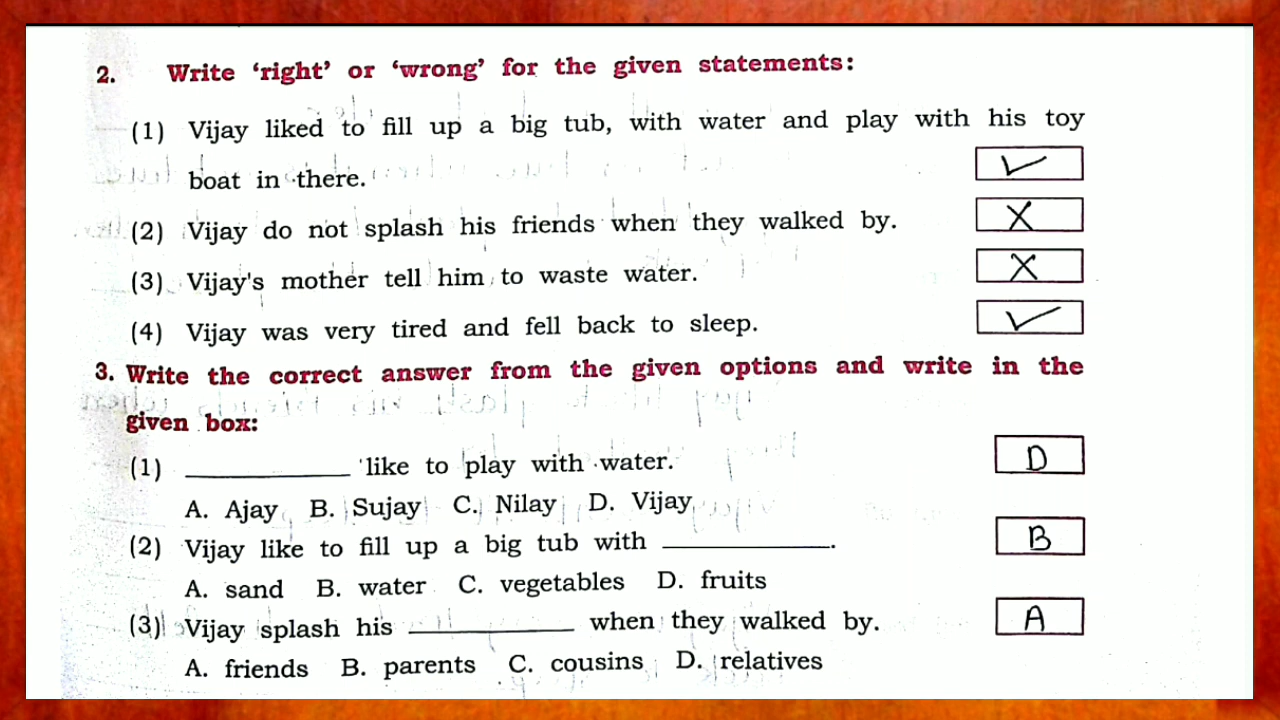 2. Write ‘right’ or ‘wrong’ for the given statements:
(1) Vijay liked to fill up a big tub, with water and play with his toy
boat in there. ✓
(2) Vijay do not splash his friends when they walked by. X
(3) Vijay's mother tell him to waste water. X
(4) Vijay was very tired and fell back to sleep. ✓
3. Write the correct answer from the given options and write in the
given box:
(1) __________ like to play with water. D
A. Ajay B. Sujay C. Nilay D. Vijay
(2) Vijay like to fill up a big tub with __________. B
A. sand B. water C. vegetables D. fruits
(3) Vijay splash his __________ when they walked by. A
A. friends B. parents C. cousins D. relatives